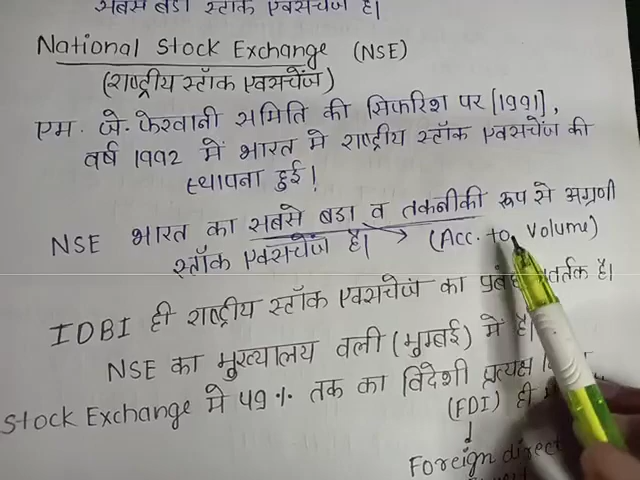 सबसे बडा स्टाक एक्सचेंज है।
National Stock Exchange (NSE)
(राष्ट्रीय स्टॉक एक्सचेंज)
एम. जे. फेरवानी समिति की सिफरिश पर [1991],
वर्ष 1992 में भारत मे राष्ट्रीय स्टॉक एक्सचेंज की
स्थापना हुई।
NSE भारत का सबसे बडा व तकनीकी रूप से अग्रणी
स्टॉक एक्सचेंज है। → (Acc. to Volume)
IDBI ही राष्ट्रीय स्टॉक एक्सचेंज का है।
NSE का मुख्यालय वर्ली (मुम्बई) में है।
Stock Exchange मे 49% तक का विदेशी प्रत्यक्ष
(FDI) ही
↓
Foreign direct